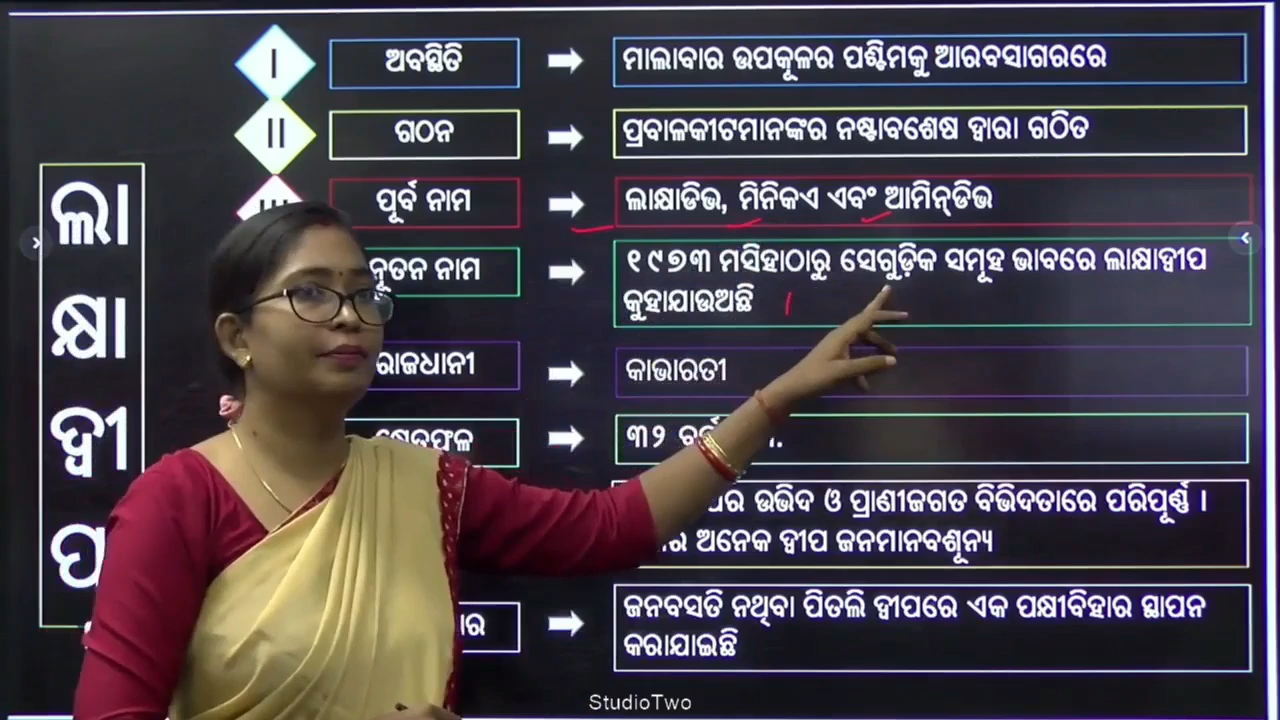 I ଅବସ୍ଥିତି ମାଲାବାର ଉପକୂଳର ପଶ୍ଚିମକୁ ଆରବସାଗରରେ
II ଗଠନ ପ୍ରବାଳକୀଟମାନଙ୍କର ନଷ୍ଟାବଶେଷ ଦ୍ୱାରା ଗଠିତ
ପୂର୍ବ ନାମ ଲାକ୍ଷାଡିଭ, ମିନିକଏ ଏବଂ ଆମିନ୍‌ଡିଭ
ନୂତନ ନାମ ୧୯୭୩ ମସିହାଠାରୁ ସେଗୁଡ଼ିକ ସମୂହ ଭାବରେ ଲାକ୍ଷାଦ୍ୱୀପ
କୁହାଯାଉଅଛି
ରାଜଧାନୀ କାଭାରତୀ
୩୨
ଉଭିଦ ଓ ପ୍ରାଣୀଜଗତ ବିଭିଦତାରେ ପରିପୂର୍ଣ୍ଣ ।
ଅନେକ ଦ୍ୱୀପ ଜନମାନବଶୂନ୍ୟ
ଜନବସତି ନଥିବା ପିତଲି ଦ୍ୱୀପରେ ଏକ ପକ୍ଷୀବିହାର ସ୍ଥାପନ
କରାଯାଇଛି
ଲା
କ୍ଷା
ଦ୍ୱୀ
ପ
StudioTwo